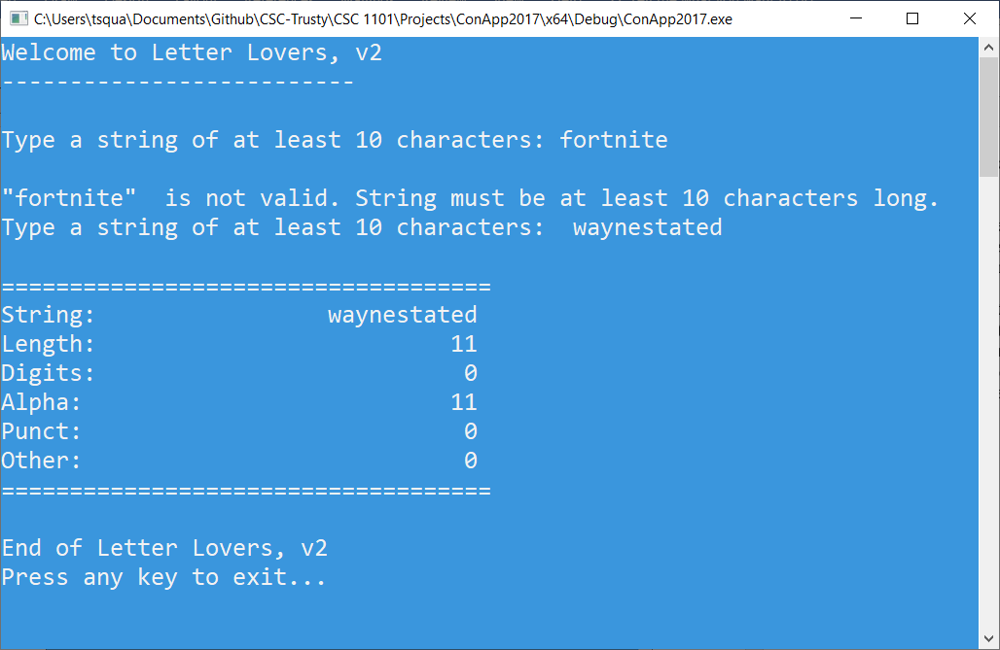 C:\Users\tsqua\Documents\Github\CSC-Trusty\CSC 1101\Projects\ConApp2017\x64\Debug\ConApp2017.exe
Welcome to Letter Lovers, v2
--------------------------
Type a string of at least 10 characters: fortnite
"fortnite"  is not valid. String must be at least 10 characters long.
Type a string of at least 10 characters:  waynestated
====================================
String:                 waynestated
Length:                          11
Digits:                           0
Alpha:                           11
Punct:                            0
Other:                            0
====================================
End of Letter Lovers, v2
Press any key to exit...